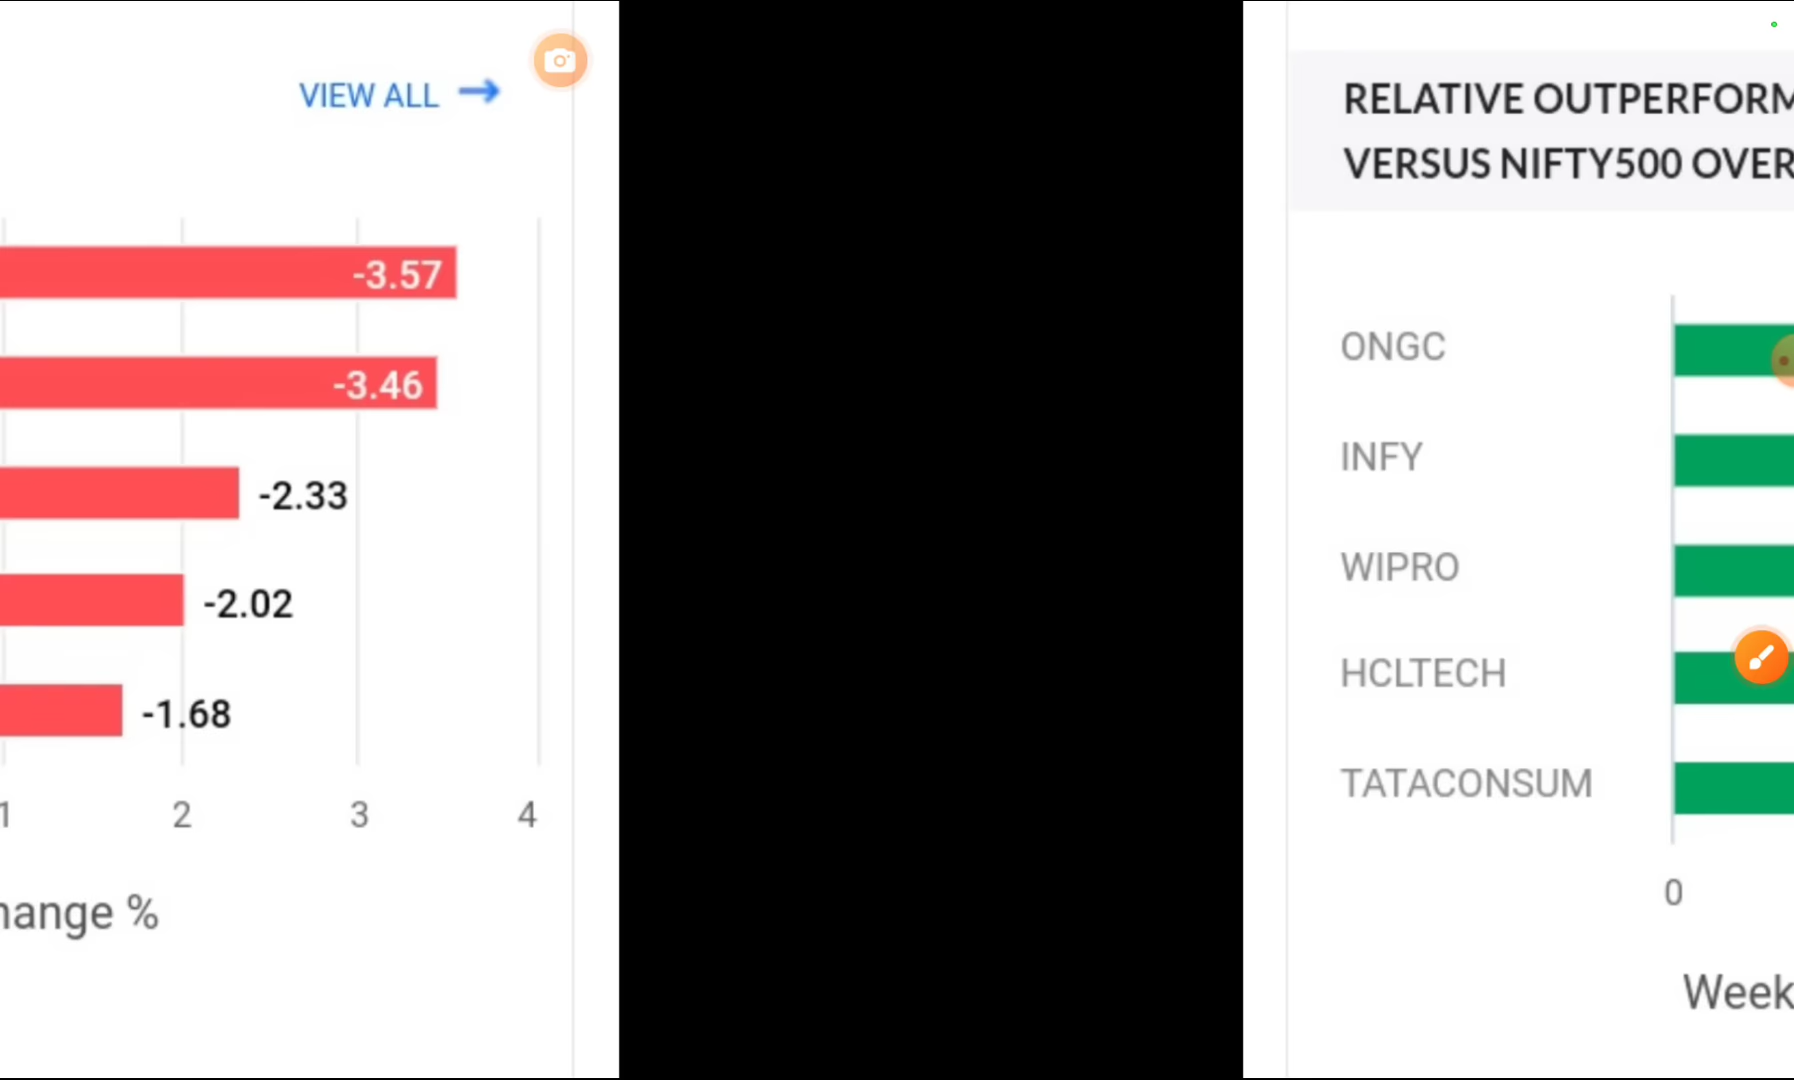 VIEW ALL
-3.57
-3.46
-2.33
-2.02
-1.68
1 2 3 4
hange %
RELATIVE OUTPERFORM
VERSUS NIFTY500 OVER
ONGC
INFY
WIPRO
HCLTECH
TATACONSUM
0
Week